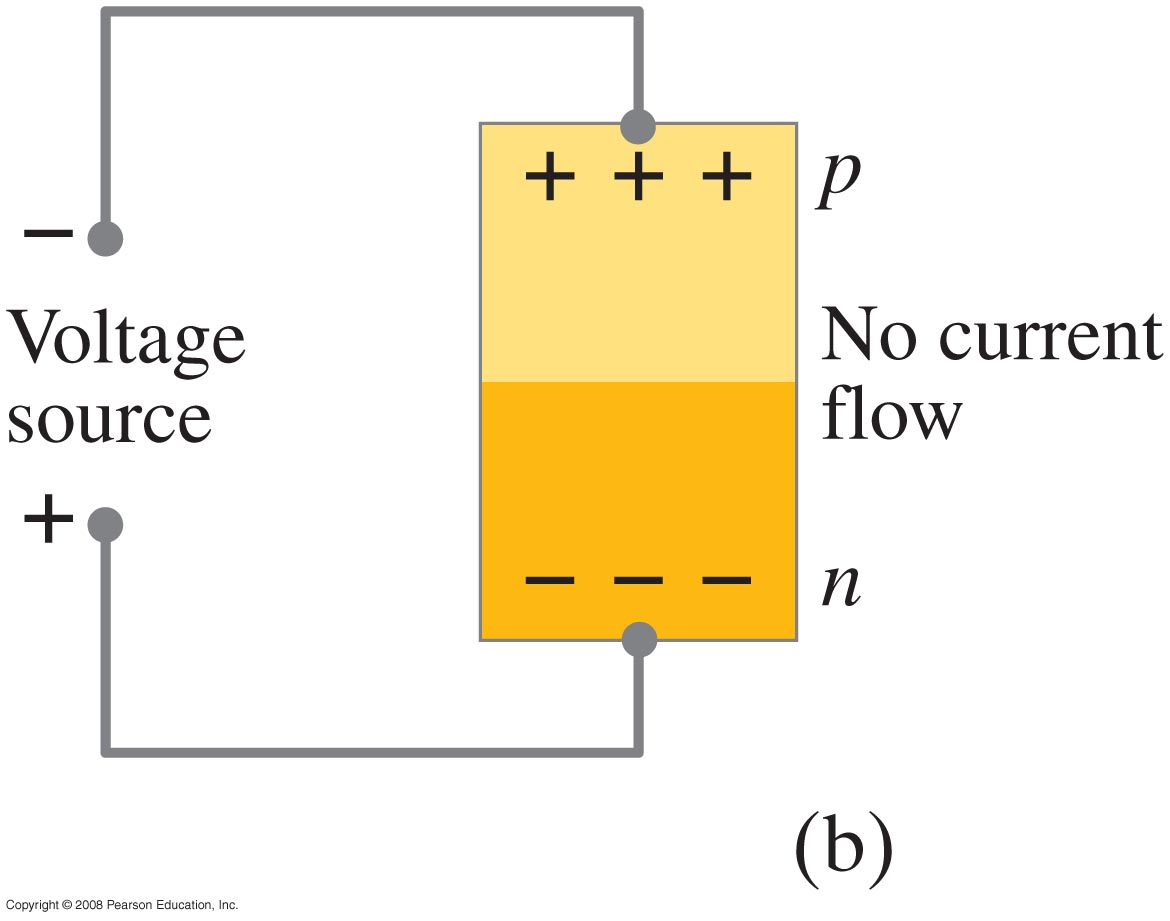 + + +
p
−
Voltage
source
No current
flow
+
− − −
n
(b)
Copyright © 2008 Pearson Education, Inc.